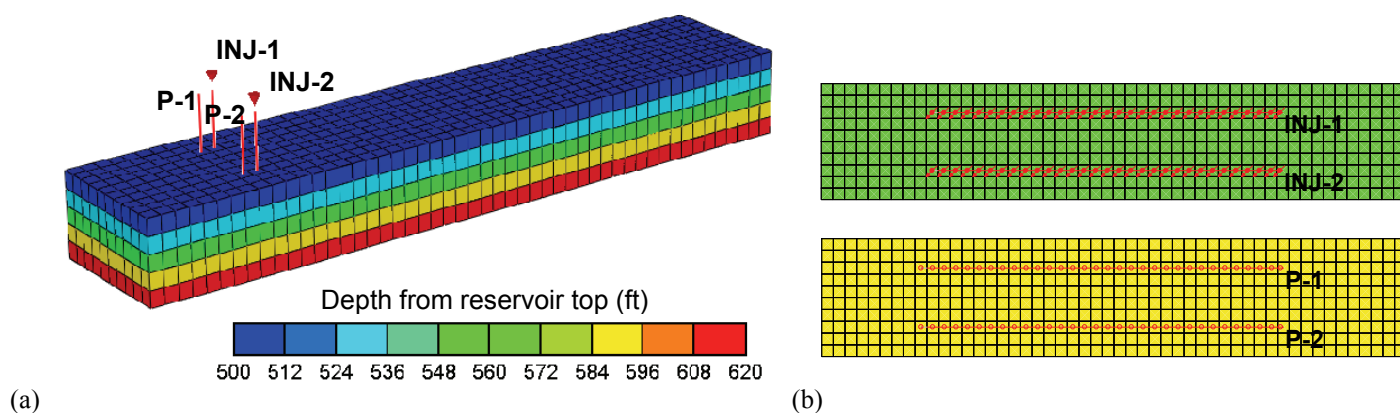 INJ-1
INJ-2
P-1
P-2
Depth from reservoir top (ft)
500 512 524 536 548 560 572 584 596 608 620
(a)
INJ-1
INJ-2
P-1
P-2
(b)